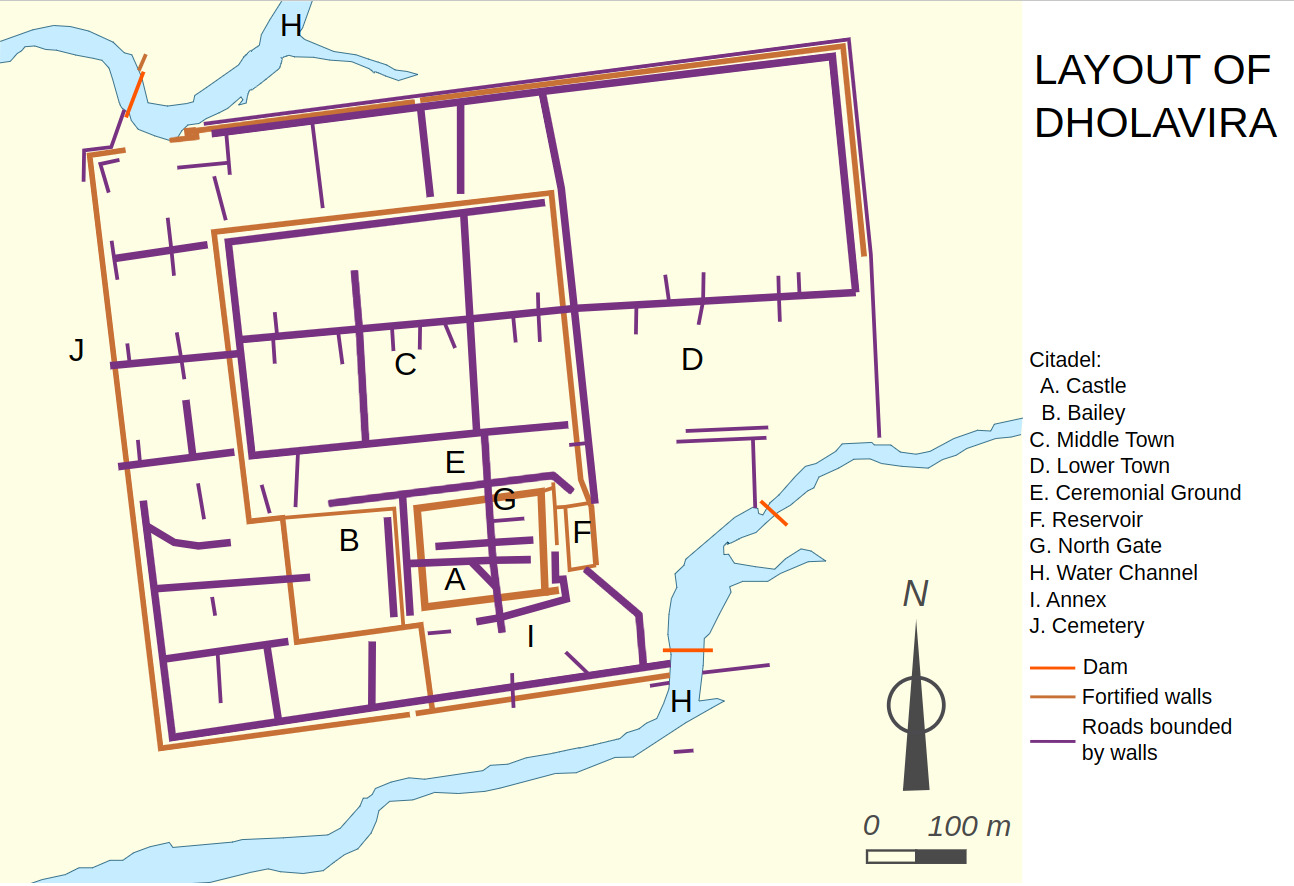 H
LAYOUT OF
DHOLAVIRA
J
C
D
E
G
B
F
A
I
H
Citadel:
A. Castle
B. Bailey
C. Middle Town
D. Lower Town
E. Ceremonial Ground
F. Reservoir
G. North Gate
H. Water Channel
I. Annex
J. Cemetery
Dam
Fortified walls
Roads bounded
by walls
N
0 100 m